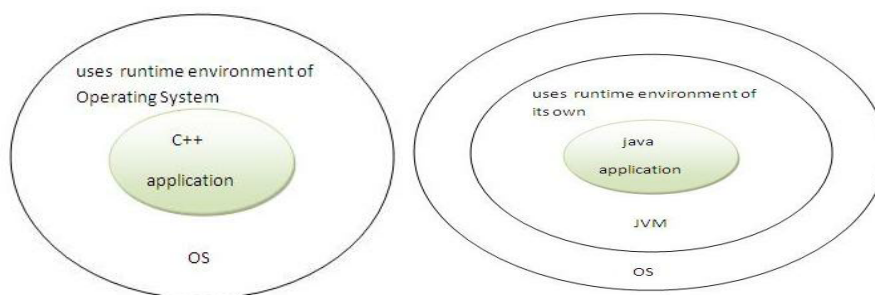 uses runtime environment of
Operating System
C++
application
OS
uses runtime environment of
its own
java
application
JVM
OS